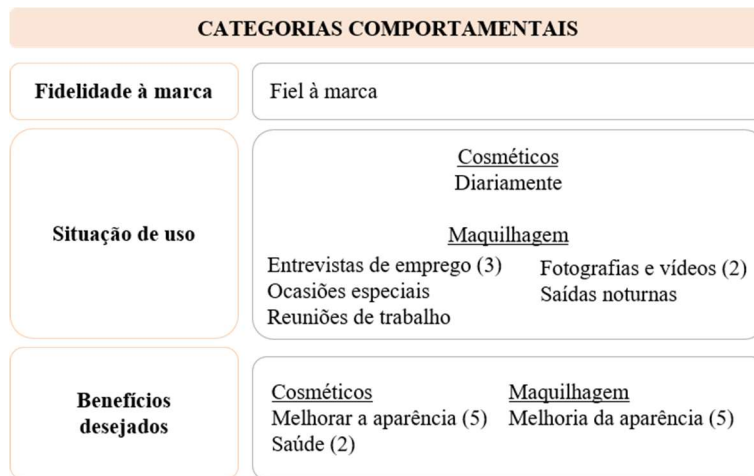 CATEGORIAS COMPORTAMENTAIS
Fidelidade à marca
Fiel à marca
Situação de uso
Cosméticos
Diariamente
Maquilhagem
Entrevistas de emprego (3)
Ocasiões especiais
Reuniões de trabalho
Fotografias e vídeos (2)
Saídas noturnas
Benefícios
desejados
Cosméticos
Melhorar a aparência (5)
Saúde (2)
Maquilhagem
Melhoria da aparência (5)